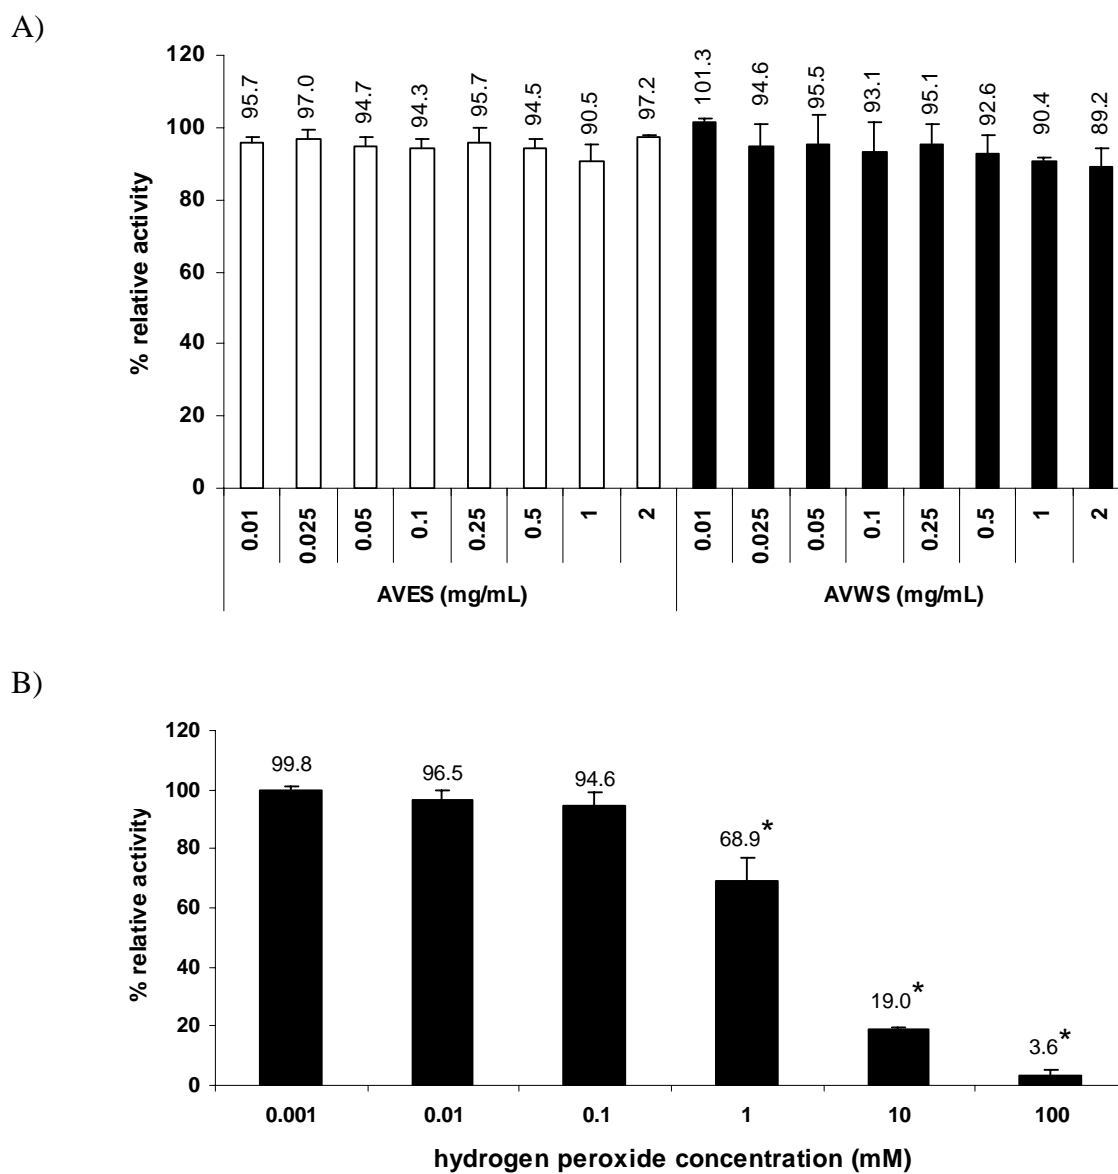 A)
% relative activity
120
100
80
60
40
20
0
95.7 97.0 94.7 94.3 95.7 94.5 90.5 97.2 101.3 94.6 95.5 93.1 95.1 92.6 90.4 89.2
0.01 0.025 0.05 0.1 0.25 0.5 1 2 0.01 0.025 0.05 0.1 0.25 0.5 1 2
AVES (mg/mL) AVWS (mg/mL)
B)
% relative activity
120
100
80
60
40
20
0
99.8 96.5 94.6 68.9* 19.0* 3.6*
0.001 0.01 0.1 1 10 100
hydrogen peroxide concentration (mM)